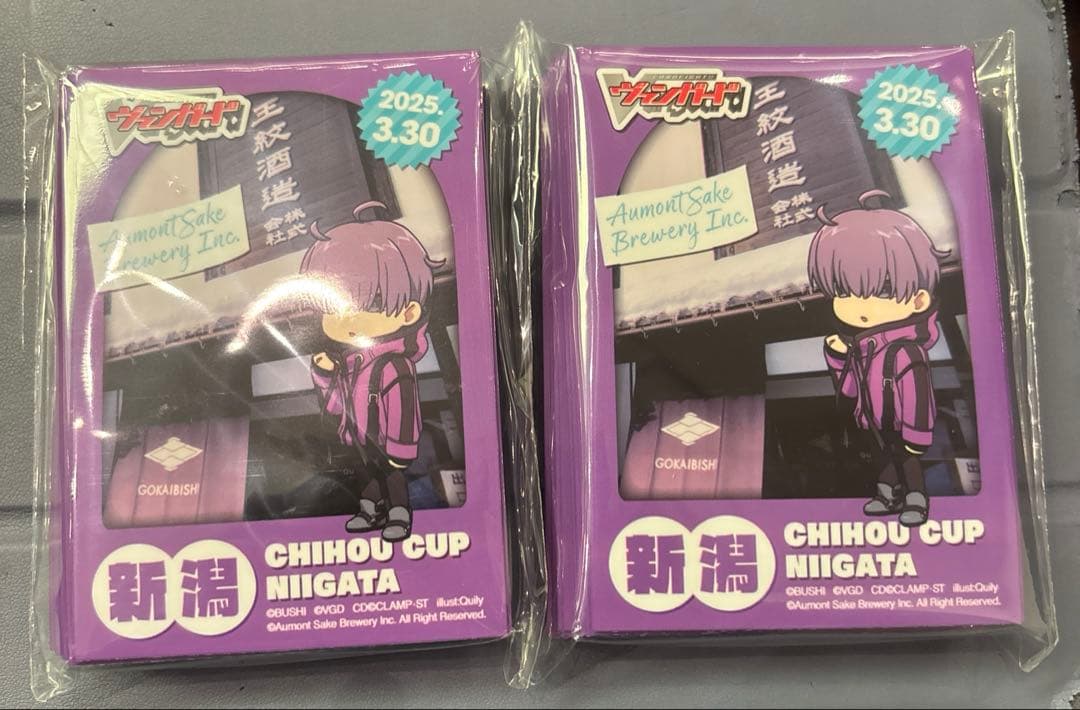 ヴァンガード
2025.
3.30
王紋酒造
株式
会社
Aumont Sake
Brewery Inc.
GOKAIBISHI
新潟
CHIHOU CUP
NIIGATA
©BUSHI ©VGD CD©CLAMP・ST illust:Quily
©Aumont Sake Brewery Inc. All Right Reserved.
CARDFIGHT!!
ヴァンガード
2025.
3.30
王紋酒造
株式
会社
Aumont Sake
Brewery Inc.
GOKAIBISHI
新潟
CHIHOU CUP
NIIGATA
©BUSHI ©VGD CD©CLAMP・ST illust:Quily
©Aumont Sake Brewery Inc. All Right Reserved.